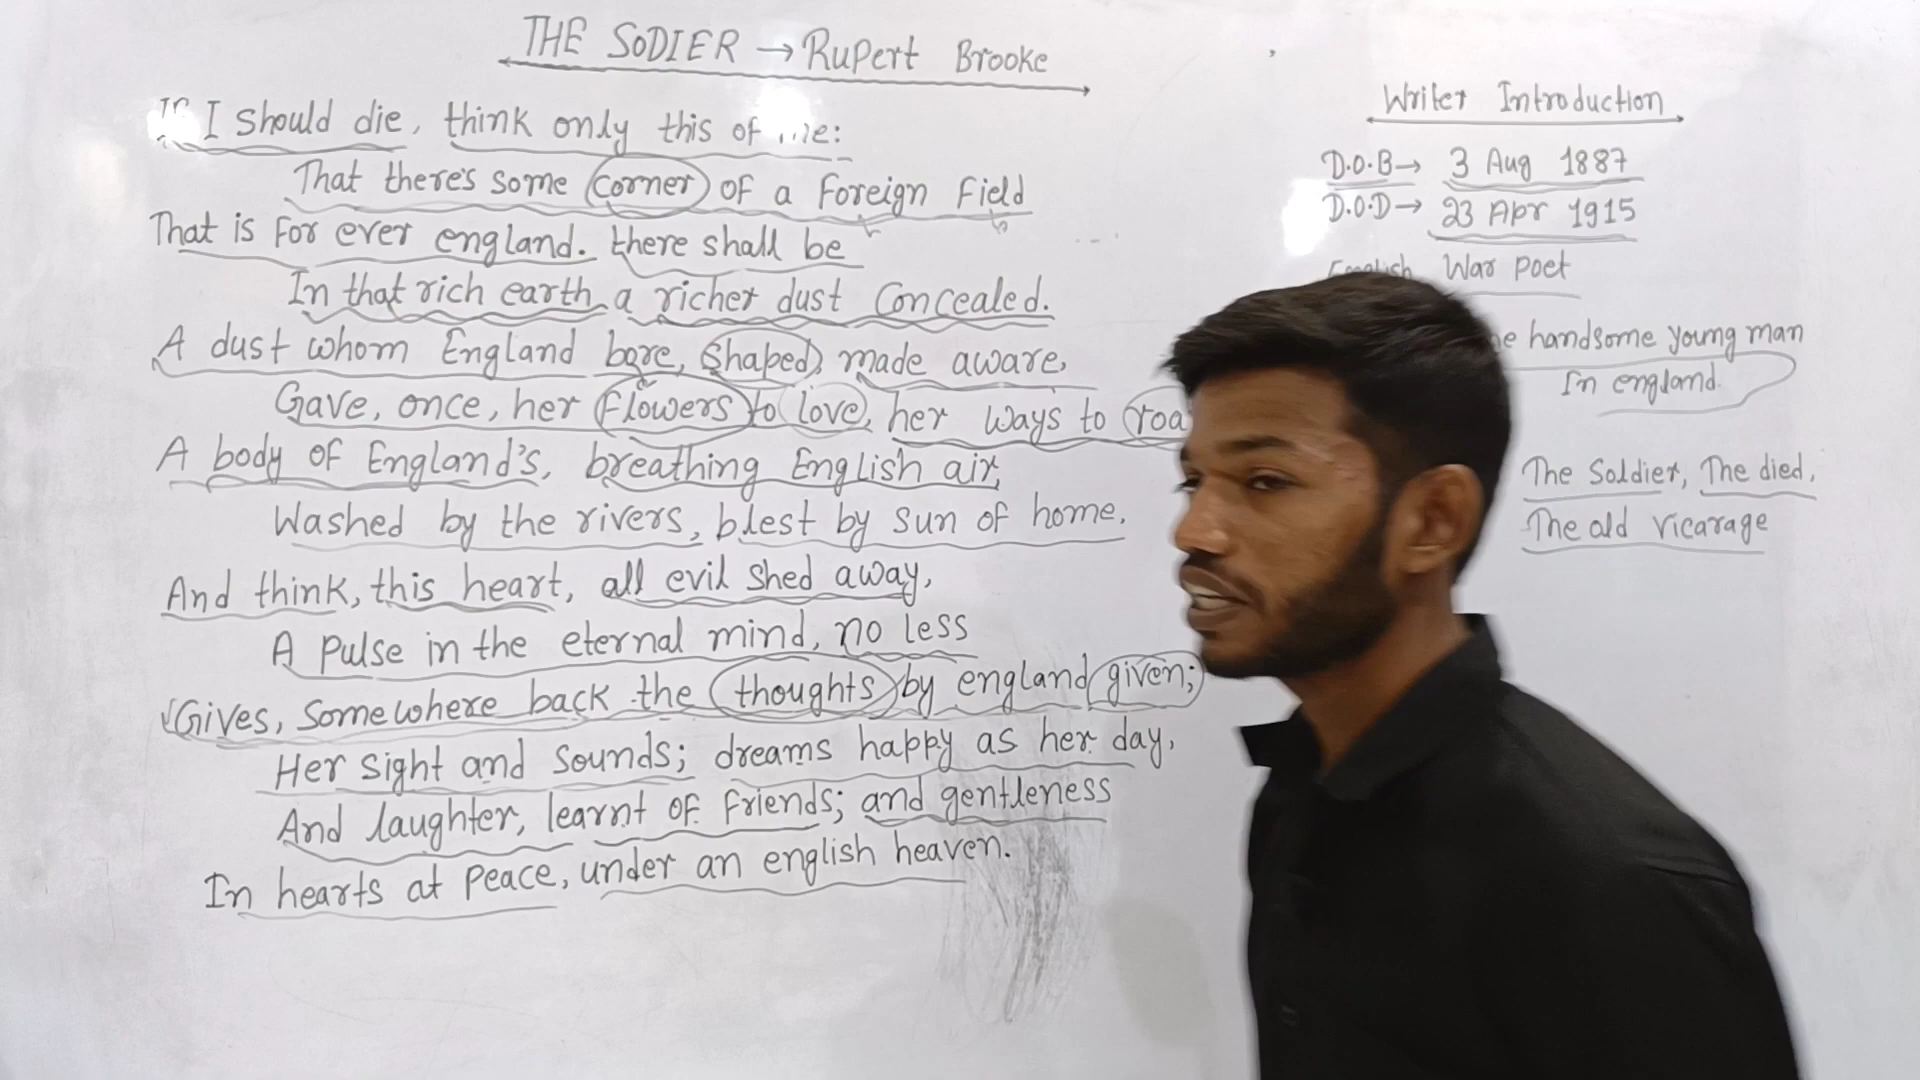 THE SODIER → Rupert Brooke
If I should die, think only this of me:
That there's some corner of a Foreign Field
That is For ever england. there shall be
In that rich earth a richer dust Concealed.
A dust whom England bore, shaped, made aware,
Gave, once, her Flowers to love, her ways to
A body of England's, breathing English air,
Washed by the rivers, blest by sun of home.
And think, this heart, all evil shed away,
A pulse in the eternal mind, no less
Gives, Somewhere back the thoughts by england given;
Her sight and sounds; dreams happy as her day,
And laughter, learnt of Friends; and gentleness
In hearts at peace, under an english heaven.
Writer Introduction
D.O.B → 3 Aug 1887
D.O.D → 23 Apr 1915
English War poet
handsome young man
In england.
The Soldier, The died,
The old vicarage